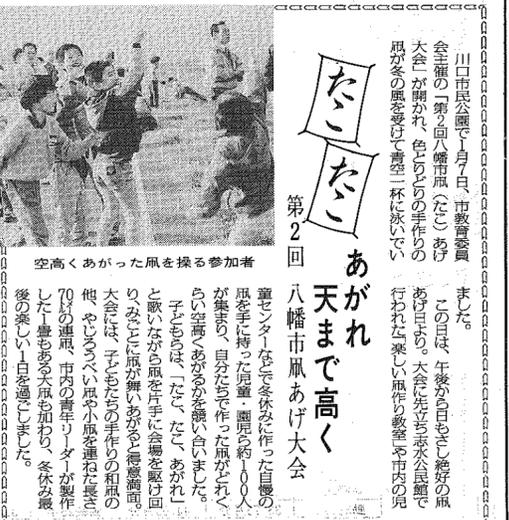 川口市民公園で1月7日、市教育委員
会主催の「第2回八幡市凧（たこ）あげ
大会」が開かれ、色とりどりの手作りの
凧が冬の風を受けて青空一杯に泳いでい
ました。
この日は、午後から日もさし絶好の凧
あげ日より。大会に先立ち志水公民館で
行われた「楽しい凧作り教室」や市内の児
たこ
たこ
あがれ
天まで高く
第2回 八幡市凧あげ大会
空高くあがった凧を操る参加者
童センターなどで冬休みに作った自慢の
凧を手に持った児童・園児ら約100人
が集まり、自分たちで作った凧がどれく
らい空高くあがるかを競い合いました。
子どもらは、「たこ、たこ、あがれ」
と歌いながら凧を片手に会場を駆け回
り、みごとに凧が舞いあがると得意満面。
大会には、子どもたちの手作りの和凧の
他、やじろうべい凧や小凧を連ねた長さ
70㍍の連凧、市内の青年リーダーが製作
した1畳もある大凧も加わり、冬休み最
後の楽しい1日を過ごしました。